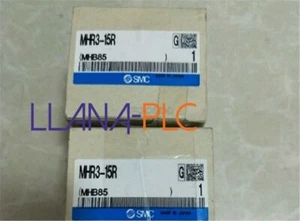 MHR3-15R
G
(MHB85 )
1
SMC
LLANA PLC
MHR3-15R
G
(MHB85 )
1
SMC